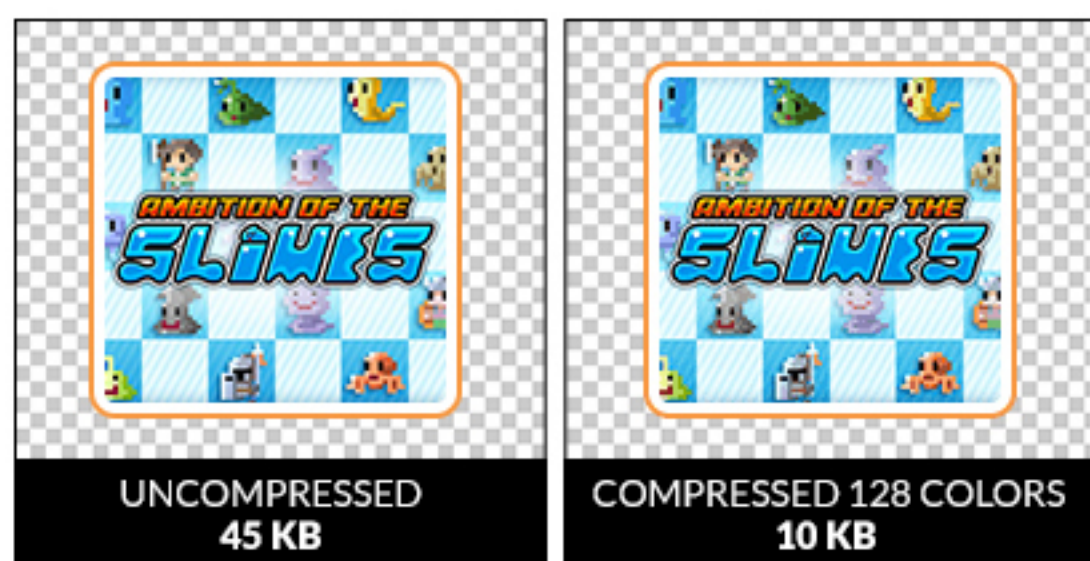 AMBITION OF THE
SLIMES
UNCOMPRESSED
45 KB
AMBITION OF THE
SLIMES
COMPRESSED 128 COLORS
10 KB